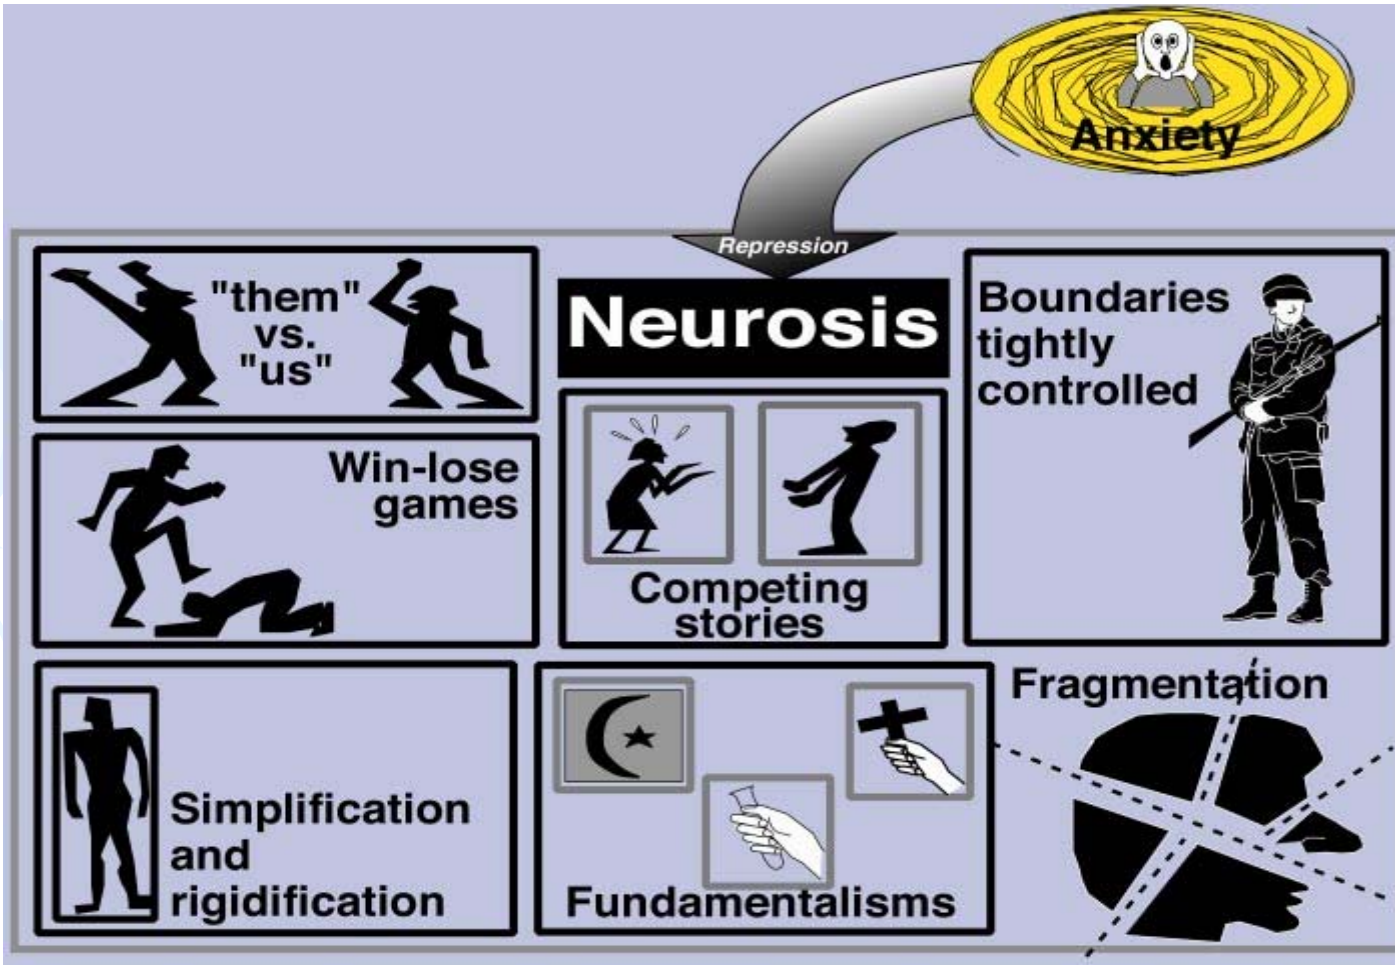 Anxiety
Repression
Neurosis
"them"
vs.
"us"
Boundaries
tightly
controlled
Win-lose
games
Competing
stories
Simplification
and
rigidification
Fundamentalisms
Fragmentation